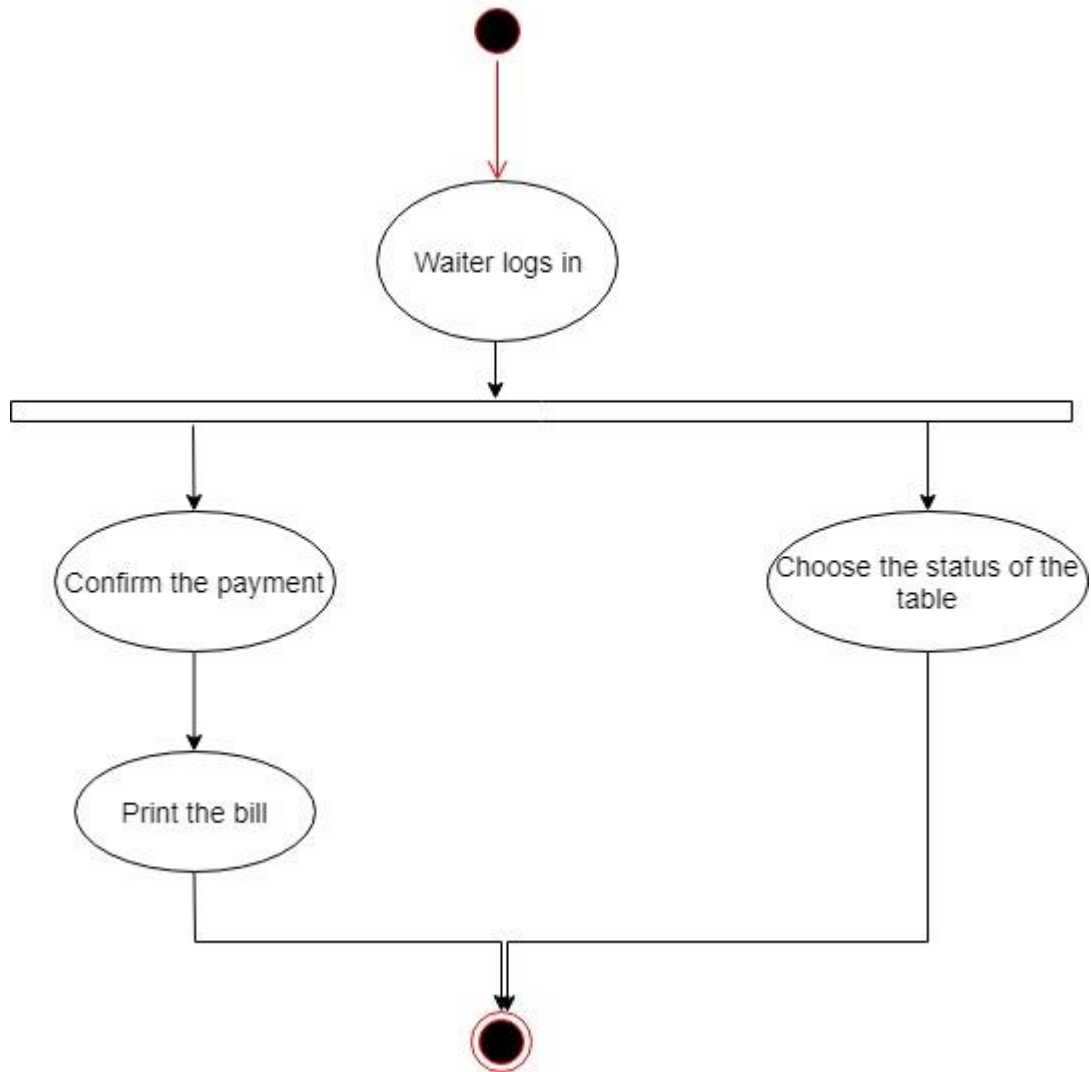 Waiter logs in
Confirm the payment
Choose the status of the
table
Print the bill